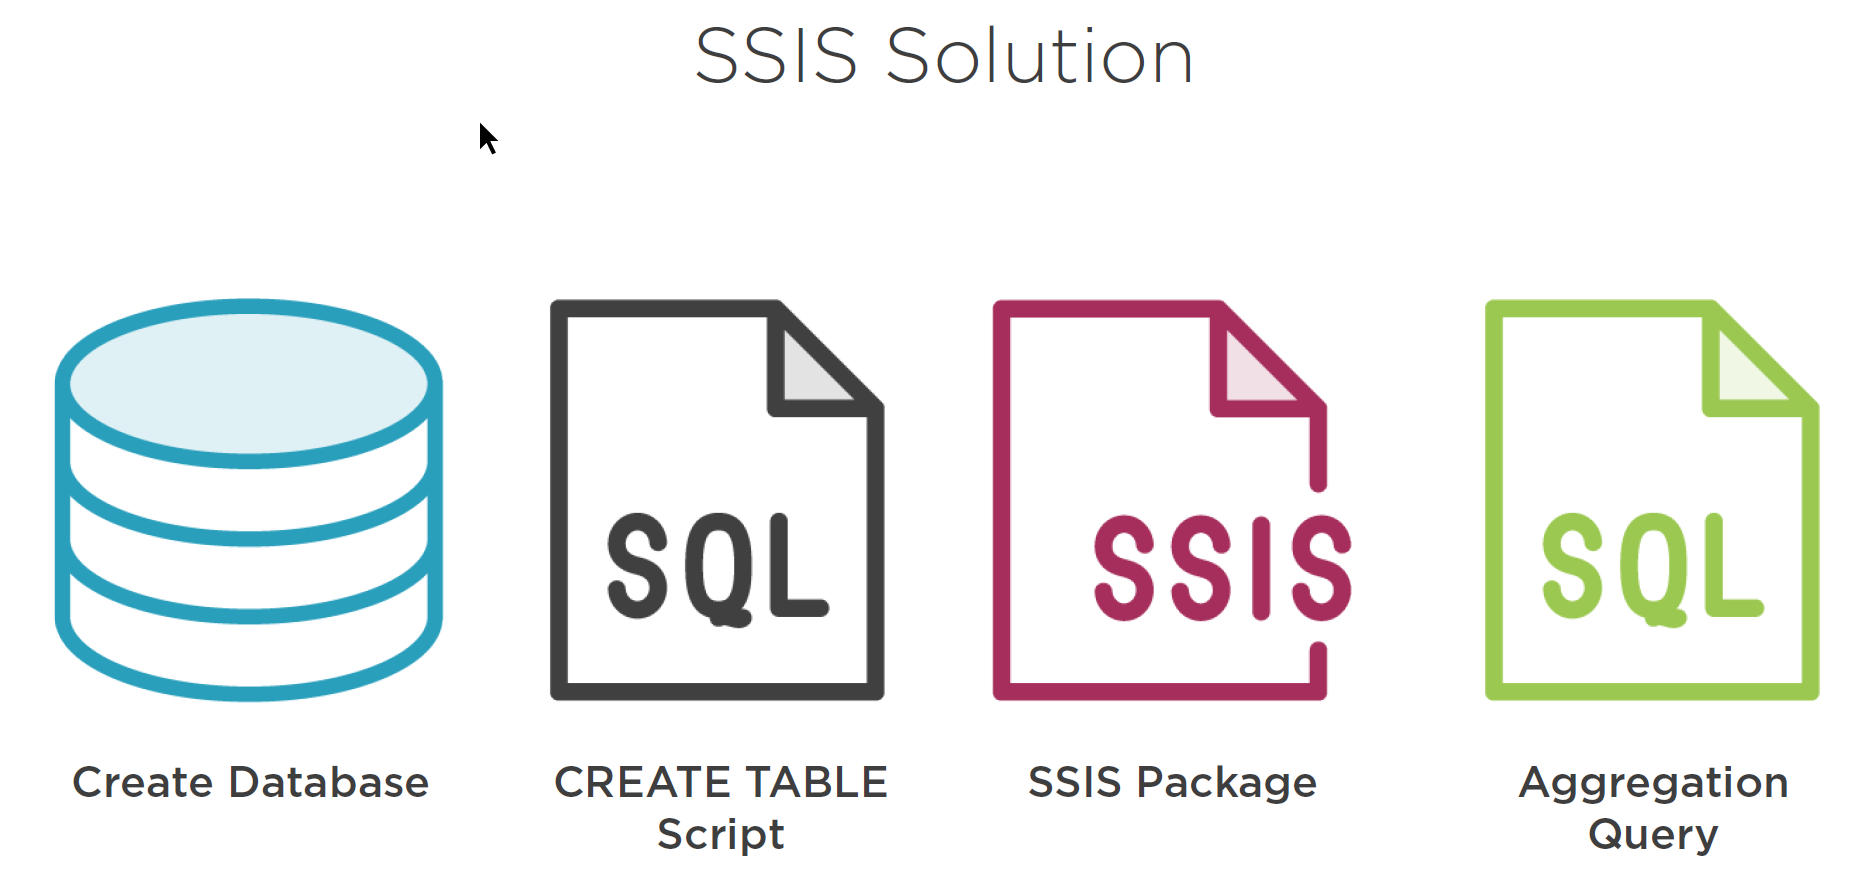 SSIS Solution
SQL
SSIS
SQL
Create Database
CREATE TABLE
Script
SSIS Package
Aggregation
Query